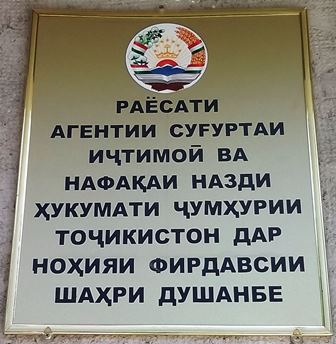 РАЁСАТИ
АГЕНТИИ СУҒУРТАИ
ИҶТИМОӢ ВА
НАФАҚАИ НАЗДИ
ҲУКУМАТИ ҶУМҲУРИИ
ТОҶИКИСТОН ДАР
НОҲИЯИ ФИРДАВСИИ
ШАҲРИ ДУШАНБЕ